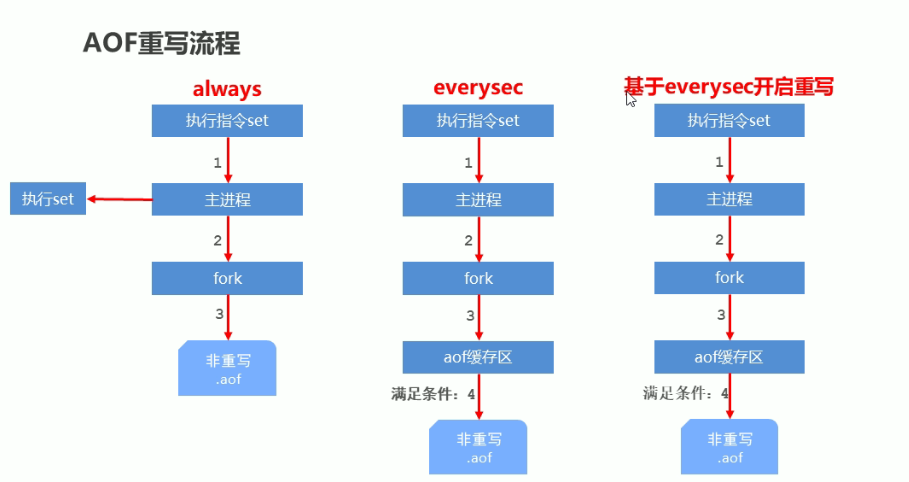 AOF重写流程
always
执行指令set
1
执行set
主进程
2
fork
3
非重写
.aof
everysec
执行指令set
1
主进程
2
fork
3
aof缓存区
满足条件：4
非重写
.aof
基于everysec开启重写
执行指令set
1
主进程
2
fork
3
aof缓存区
满足条件：4
非重写
.aof